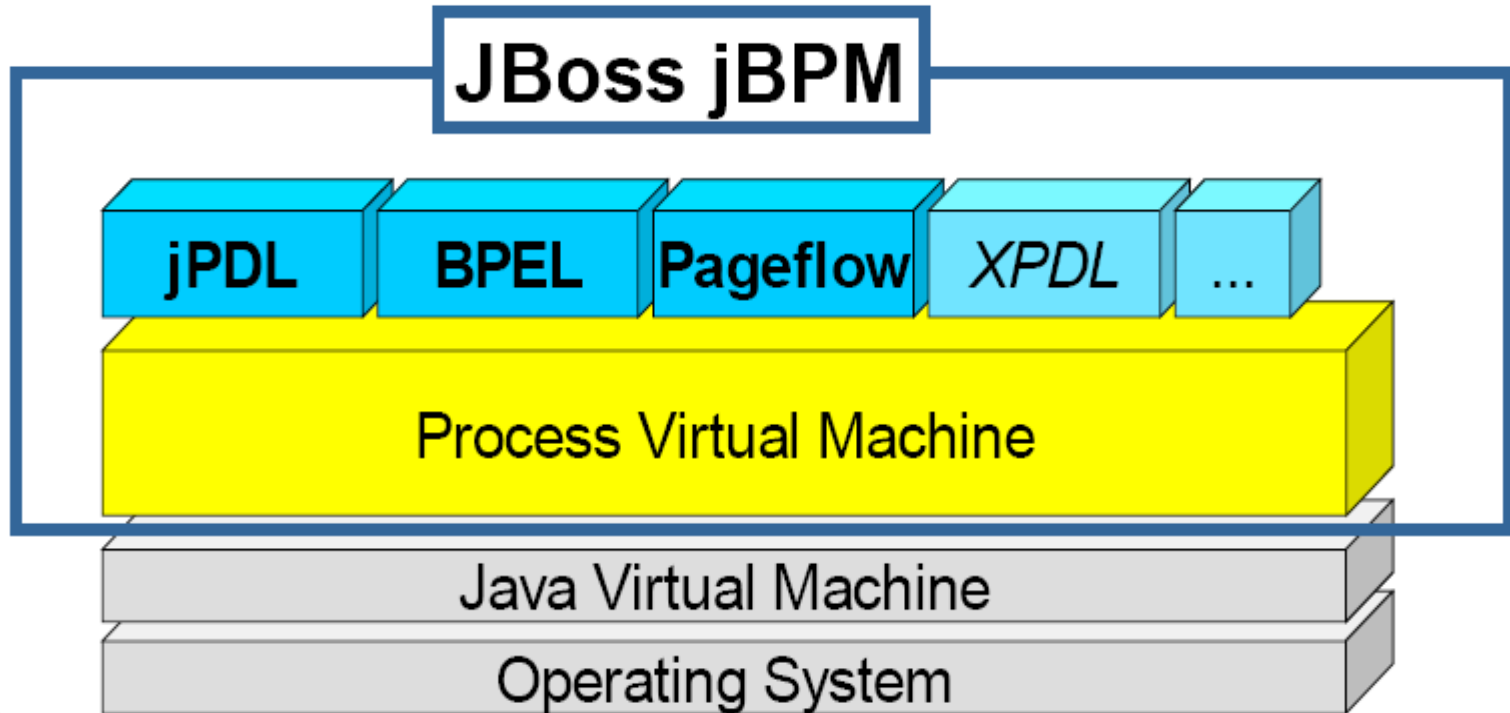 JBoss jBPM
jPDL BPEL Pageflow XPDL ...
Process Virtual Machine
Java Virtual Machine
Operating System